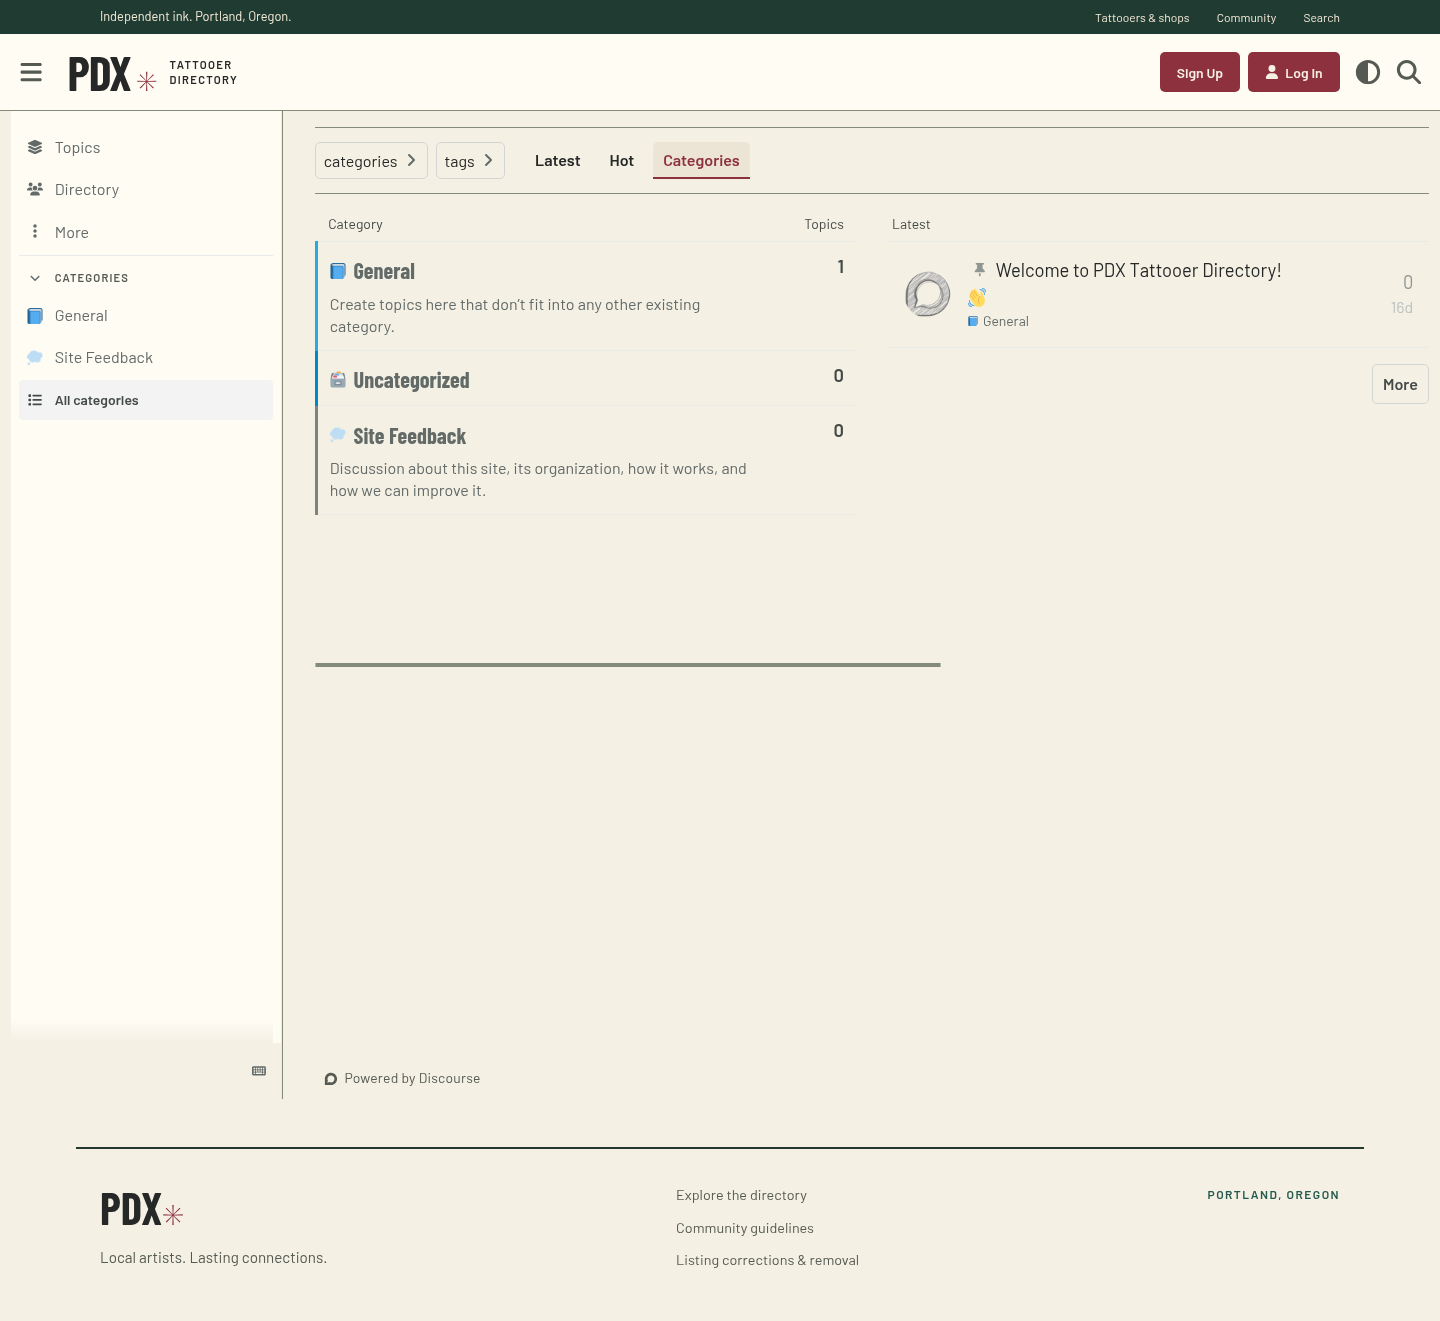 Independent ink. Portland, Oregon.
Tattooers & shops
Community
Search
PDX
TATTOOER
DIRECTORY
Sign Up
Log In
Topics
Directory
More
CATEGORIES
General
Site Feedback
All categories
categories
tags
Latest
Hot
Categories
Category
Topics
General
1
Create topics here that don't fit into any other existing
category.
Uncategorized
0
Site Feedback
0
Discussion about this site, its organization, how it works, and
how we can improve it.
Latest
Welcome to PDX Tattooer Directory!
General
0
16d
More
Powered by Discourse
PDX
Local artists. Lasting connections.
Explore the directory
Community guidelines
Listing corrections & removal
PORTLAND, OREGON